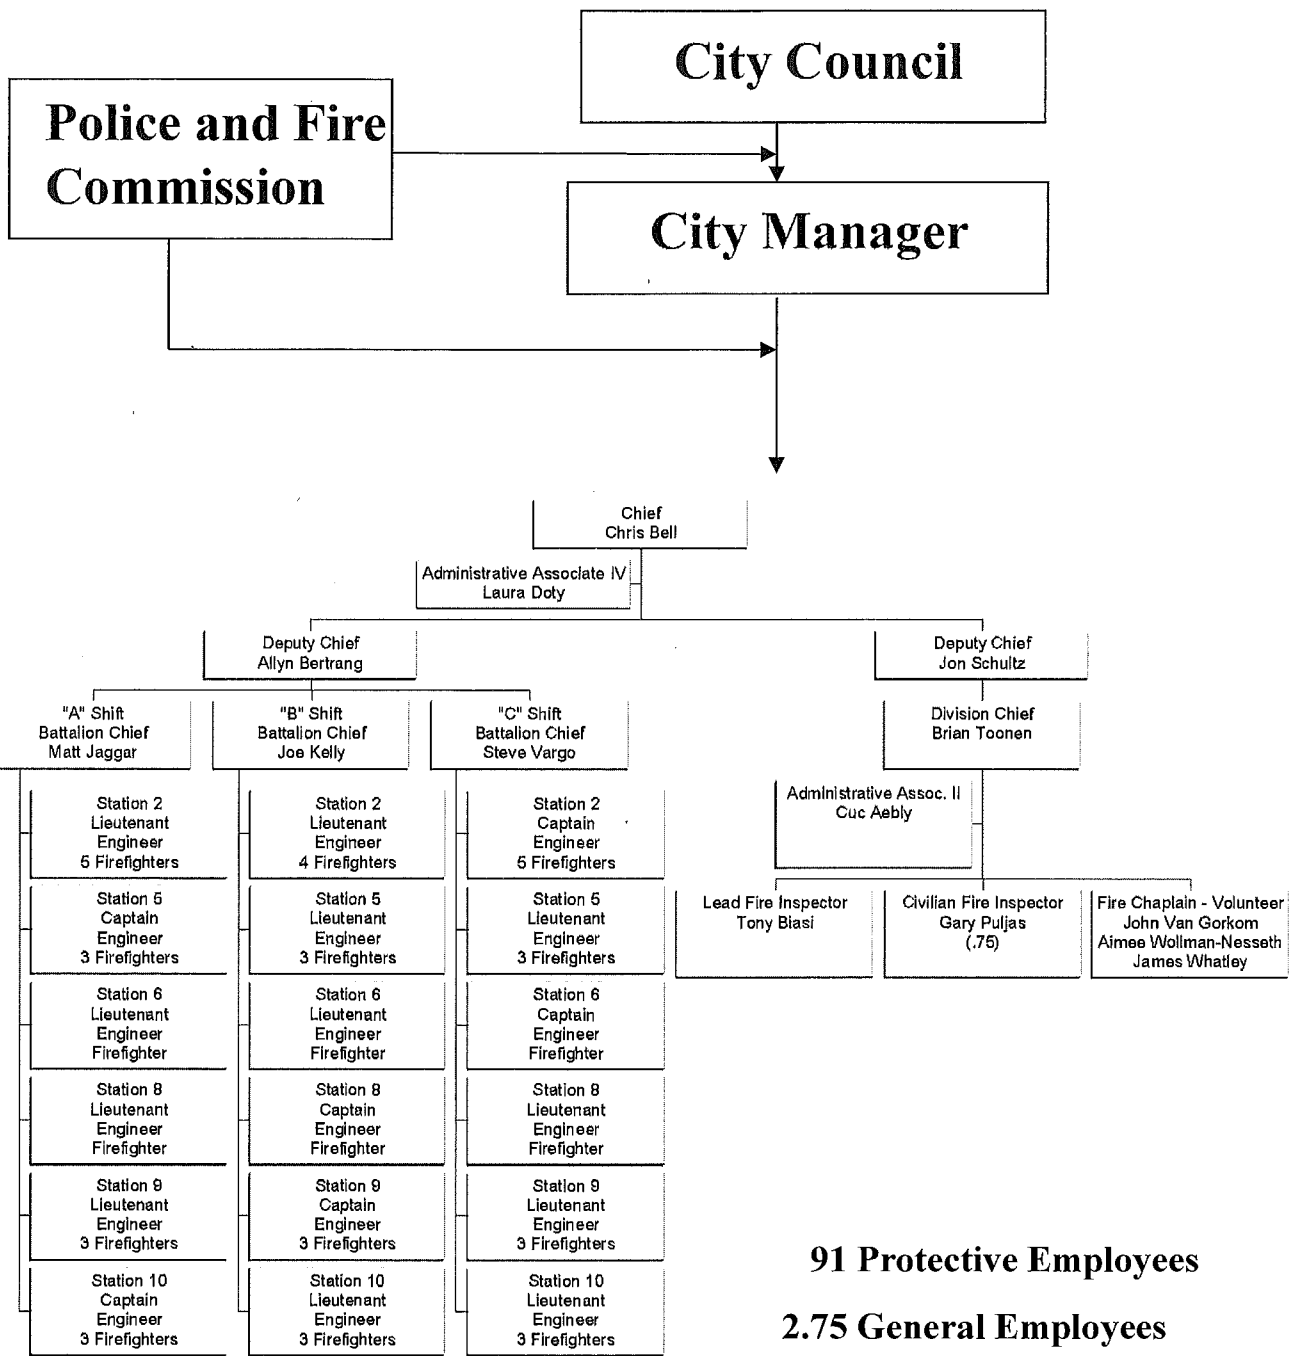 City Council
Police and Fire
Commission
City Manager
Chief
Chris Bell
Administrative Associate IV
Laura Doty
Deputy Chief
Allyn Bertrang
Deputy Chief
Jon Schultz
"A" Shift
Battalion Chief
Matt Jaggar
"B" Shift
Battalion Chief
Joe Kelly
"C" Shift
Battalion Chief
Steve Vargo
Division Chief
Brian Toonen
Station 2
Lieutenant
Engineer
5 Firefighters
Station 5
Captain
Engineer
3 Firefighters
Station 6
Lieutenant
Engineer
Firefighter
Station 8
Lieutenant
Engineer
Firefighter
Station 9
Lieutenant
Engineer
3 Firefighters
Station 10
Captain
Engineer
3 Firefighters
Station 2
Lieutenant
Engineer
4 Firefighters
Station 5
Lieutenant
Engineer
3 Firefighters
Station 6
Lieutenant
Engineer
Firefighter
Station 8
Captain
Engineer
Firefighter
Station 9
Captain
Engineer
3 Firefighters
Station 10
Lieutenant
Engineer
3 Firefighters
Station 2
Captain
Engineer
5 Firefighters
Station 5
Lieutenant
Engineer
3 Firefighters
Station 6
Captain
Engineer
Firefighter
Station 8
Lieutenant
Engineer
Firefighter
Station 9
Lieutenant
Engineer
3 Firefighters
Station 10
Lieutenant
Engineer
3 Firefighters
Administrative Assoc. II
Cuc Aebly
Lead Fire Inspector
Tony Biasi
Civilian Fire Inspector
Gary Puljas
(.75)
Fire Chaplain - Volunteer
John Van Gorkom
Aimee Wollman-Nesseth
James Whatley
91 Protective Employees
2.75 General Employees